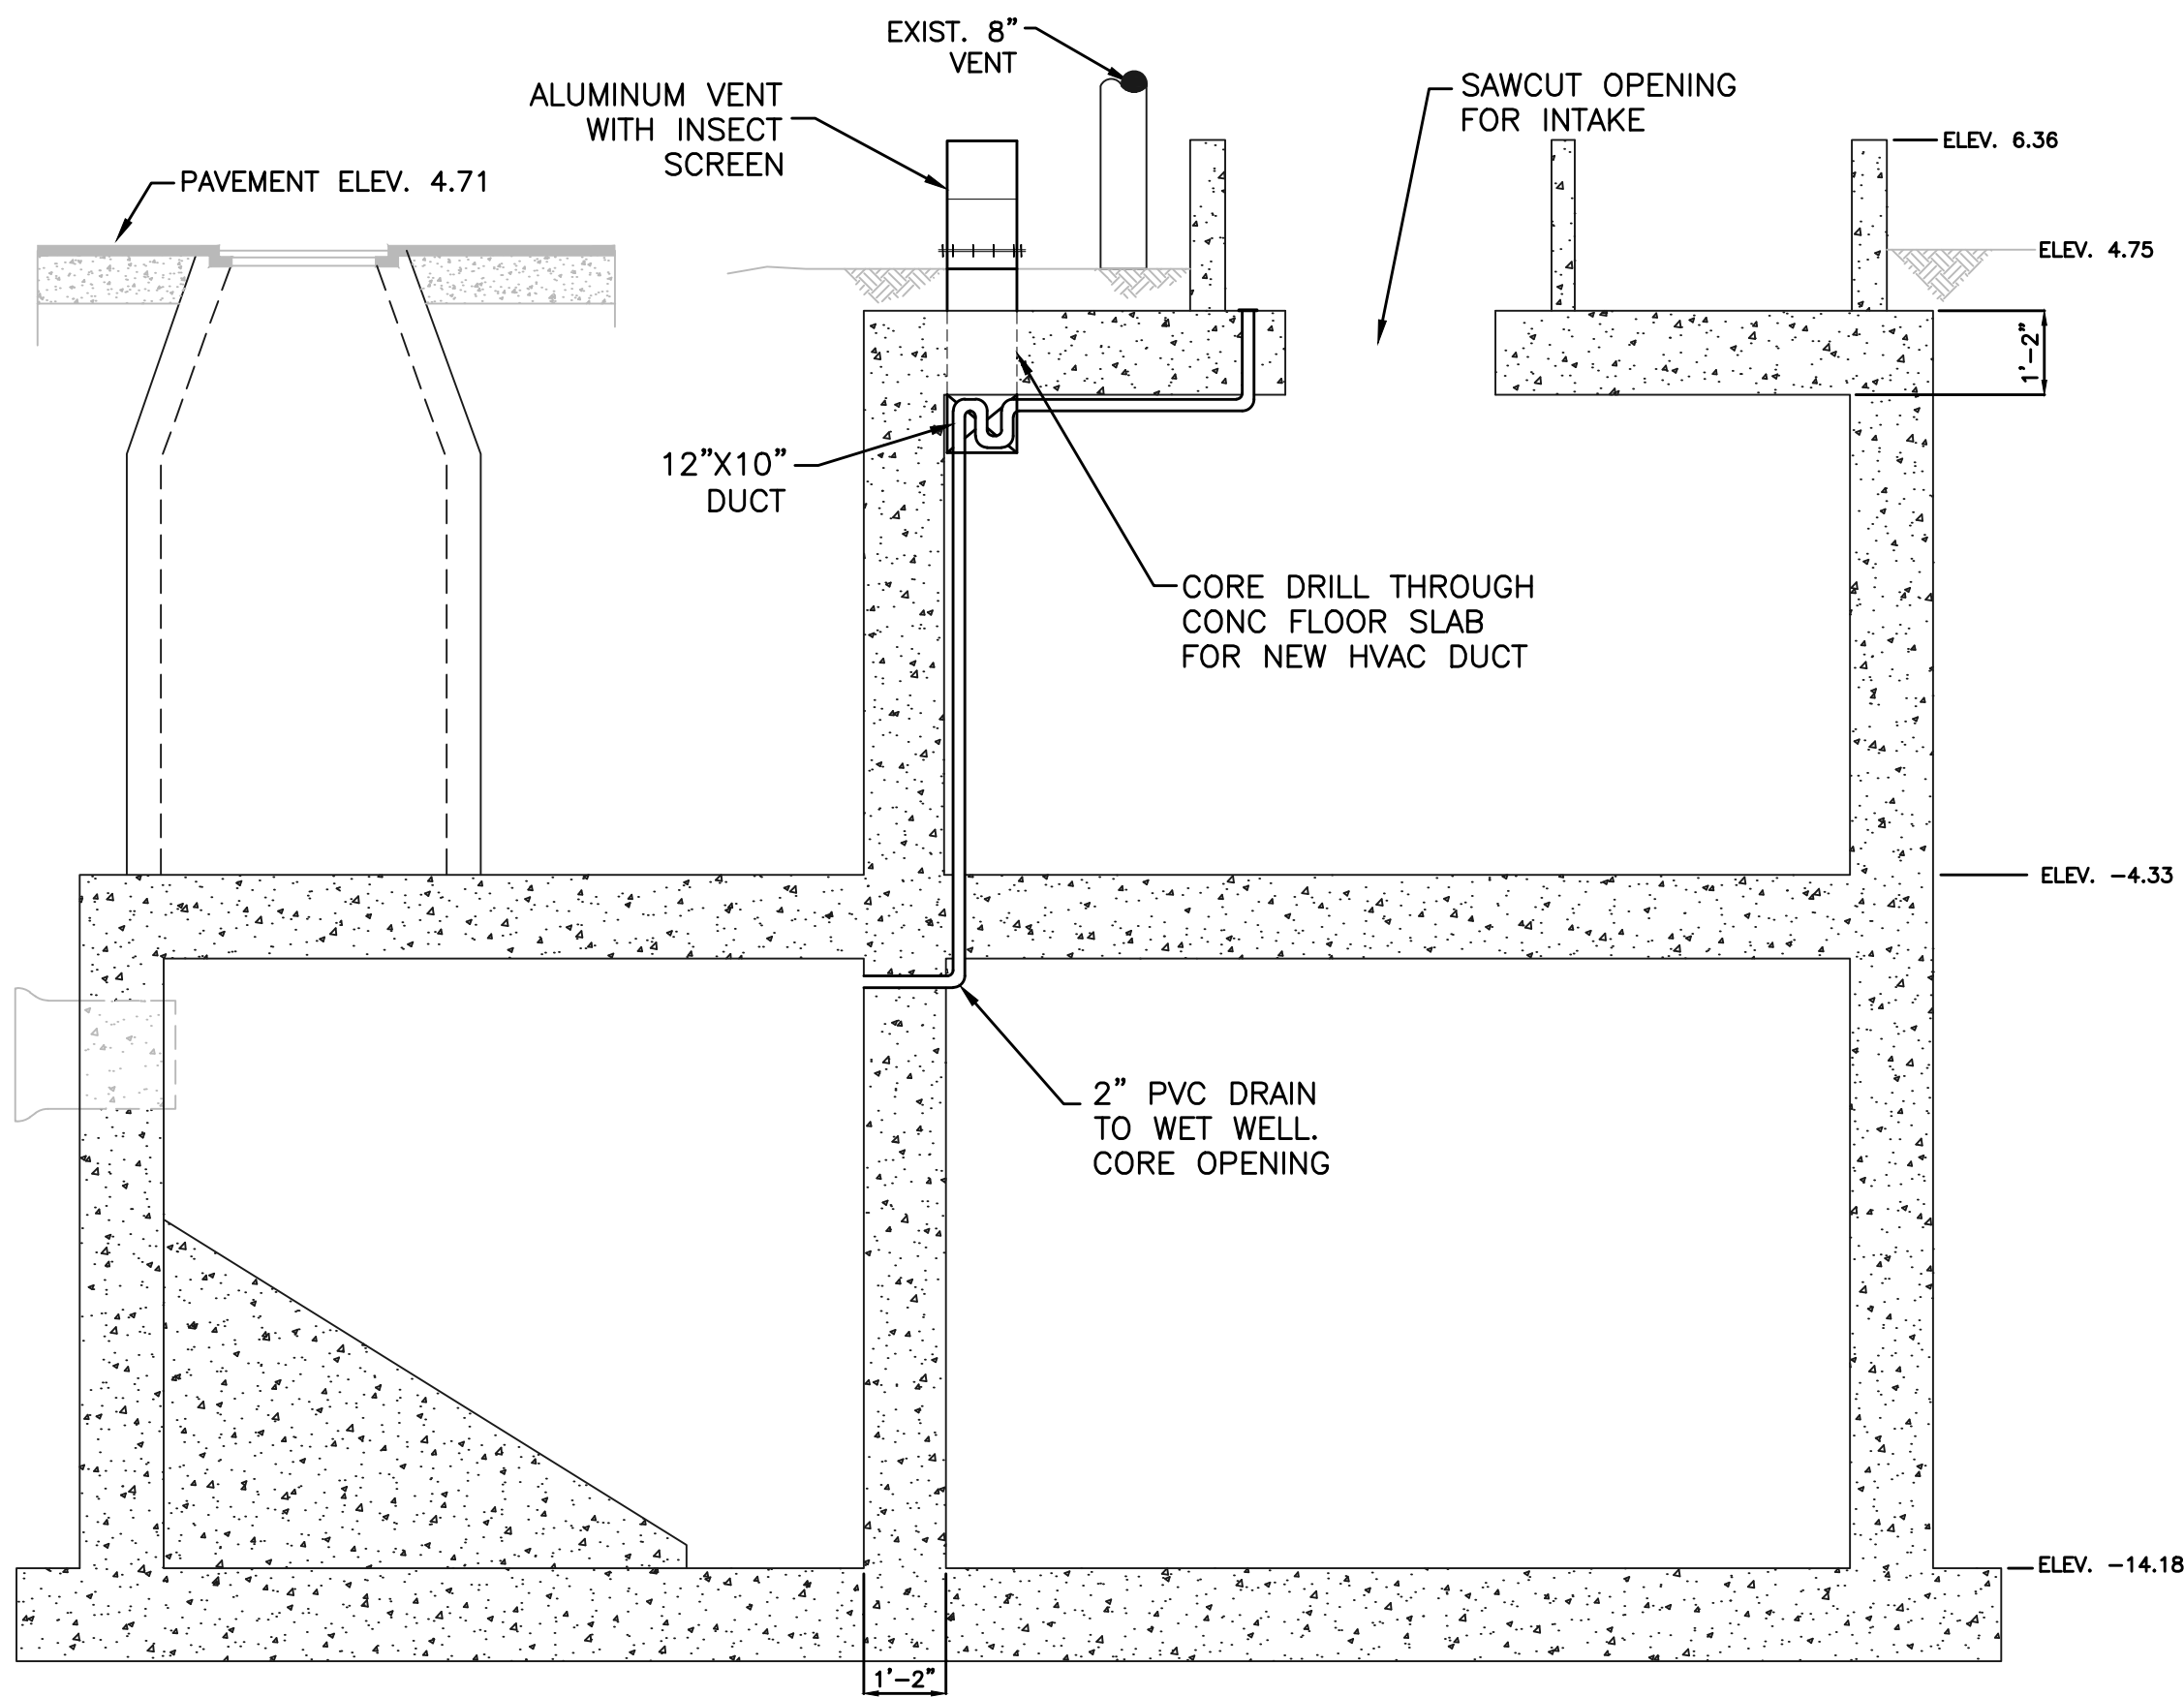 EXIST. 8"
VENT
ALUMINUM VENT
WITH INSECT
SCREEN
SAWCUT OPENING
FOR INTAKE
ELEV. 6.36
PAVEMENT ELEV. 4.71
ELEV. 4.75
1'-2"
12"X10"
DUCT
CORE DRILL THROUGH
CONC FLOOR SLAB
FOR NEW HVAC DUCT
ELEV. -4.33
2" PVC DRAIN
TO WET WELL.
CORE OPENING
ELEV. -14.18
1'-2"